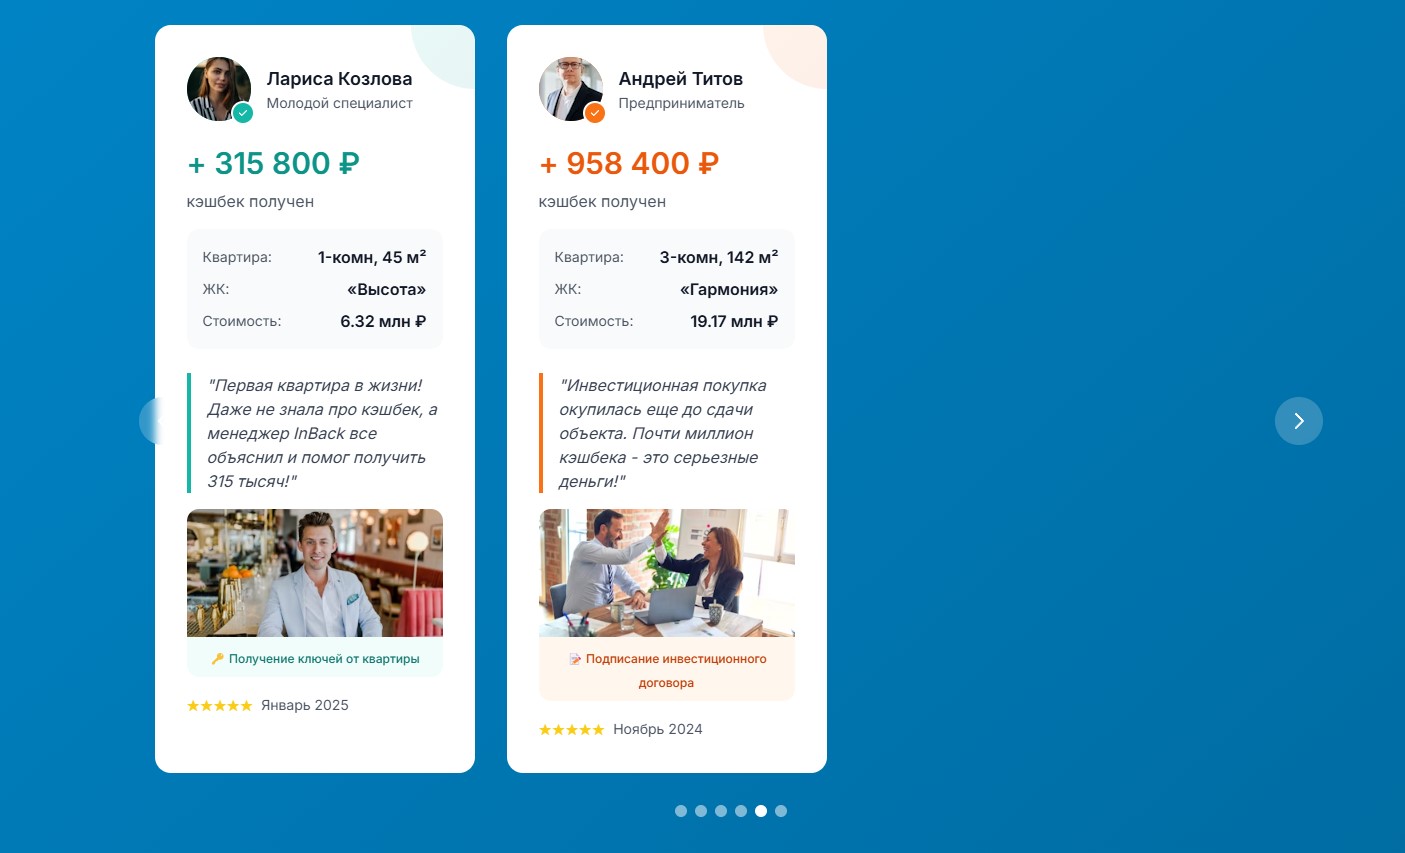 Лариса Козлова
Молодой специалист
+ 315 800 ₽
кэшбек получен
Квартира: 1-комн, 45 м²
ЖК: «Высота»
Стоимость: 6.32 млн ₽
"Первая квартира в жизни!
Даже не знала про кэшбек, а
менеджер InBack все
объяснил и помог получить
315 тысяч!"
🔑 Получение ключей от квартиры
★★★★★ Январь 2025
Андрей Титов
Предприниматель
+ 958 400 ₽
кэшбек получен
Квартира: 3-комн, 142 м²
ЖК: «Гармония»
Стоимость: 19.17 млн ₽
"Инвестиционная покупка
окупилась еще до сдачи
объекта. Почти миллион
кэшбека - это серьезные
деньги!"
📝 Подписание инвестиционного
договора
★★★★★ Ноябрь 2024